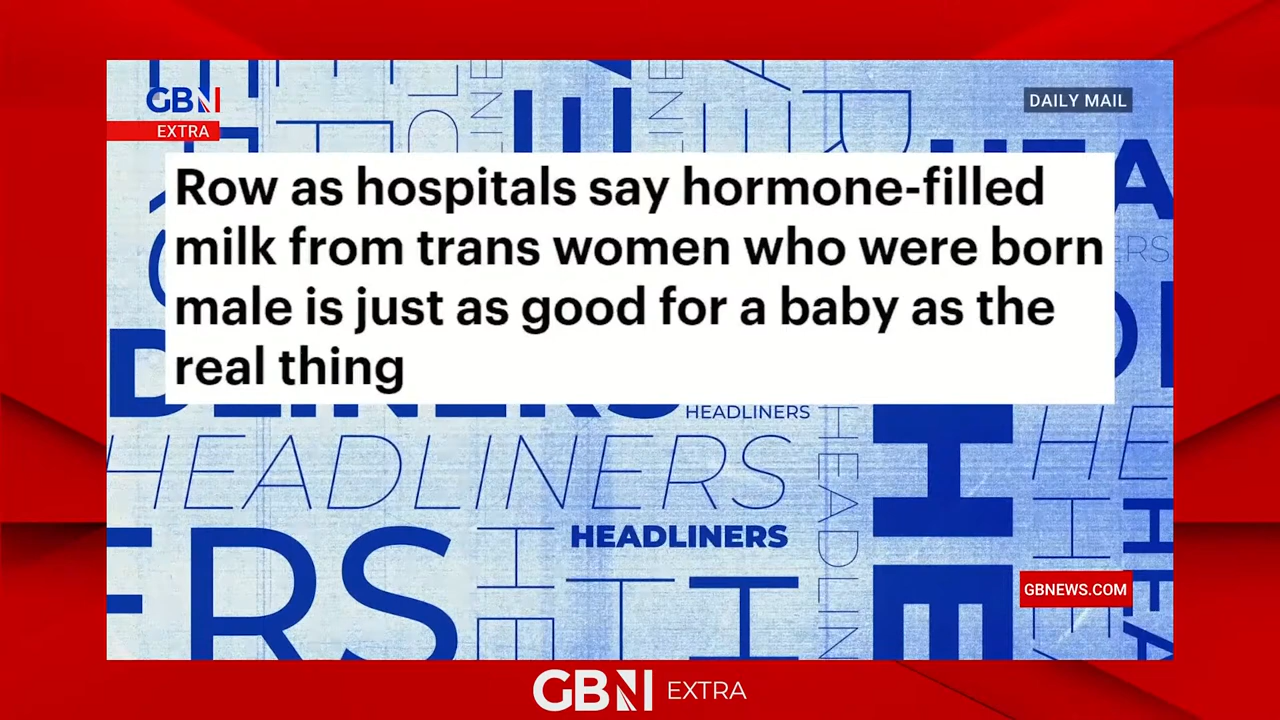 GBN
EXTRA
DAILY MAIL
Row as hospitals say hormone-filled
milk from trans women who were born
male is just as good for a baby as the
real thing
HEADLINERS
HEADLINERS
HEADLINERS
GBNEWS.COM
GBN EXTRA